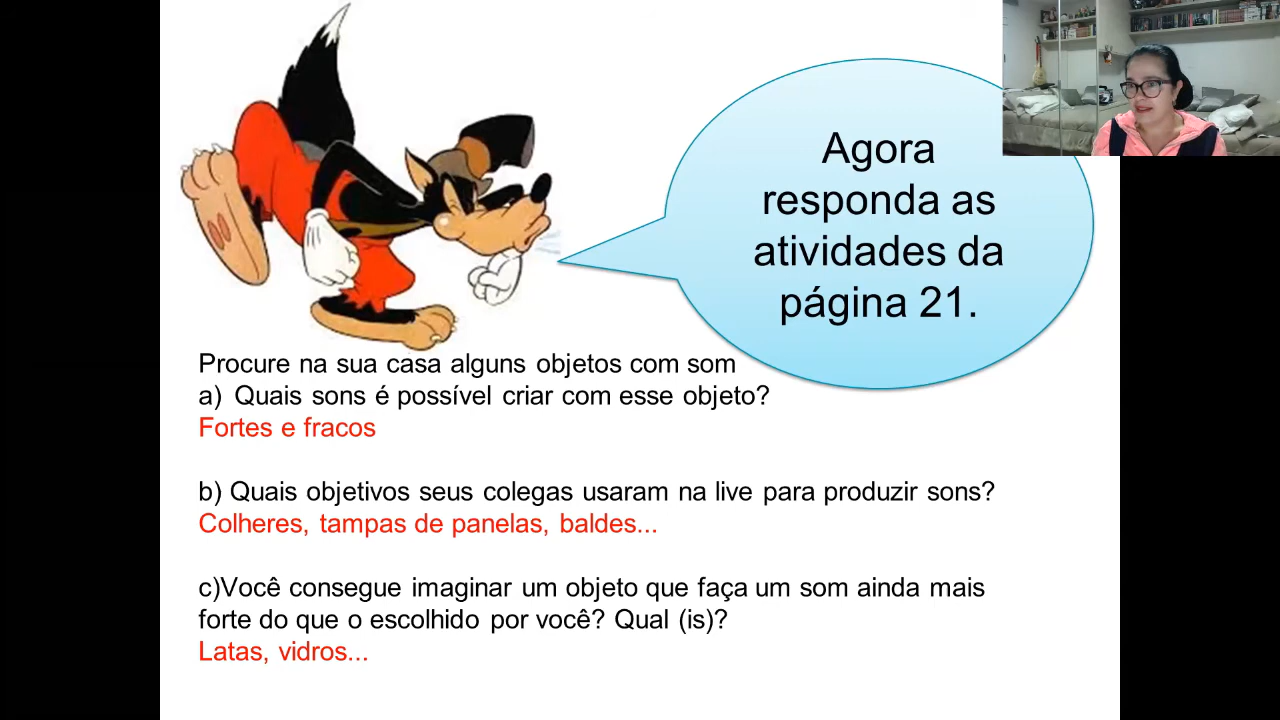 Agora
responda as
atividades da
página 21.
Procure na sua casa alguns objetos com som
a) Quais sons é possível criar com esse objeto?
Fortes e fracos
b) Quais objetivos seus colegas usaram na live para produzir sons?
Colheres, tampas de panelas, baldes...
c)Você consegue imaginar um objeto que faça um som ainda mais
forte do que o escolhido por você? Qual (is)?
Latas, vidros...